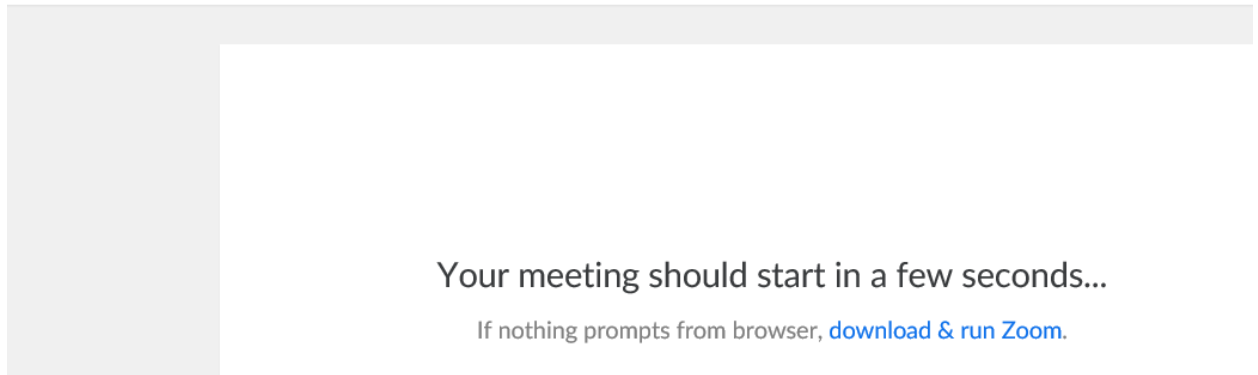 Your meeting should start in a few seconds...
If nothing prompts from browser, download & run Zoom.